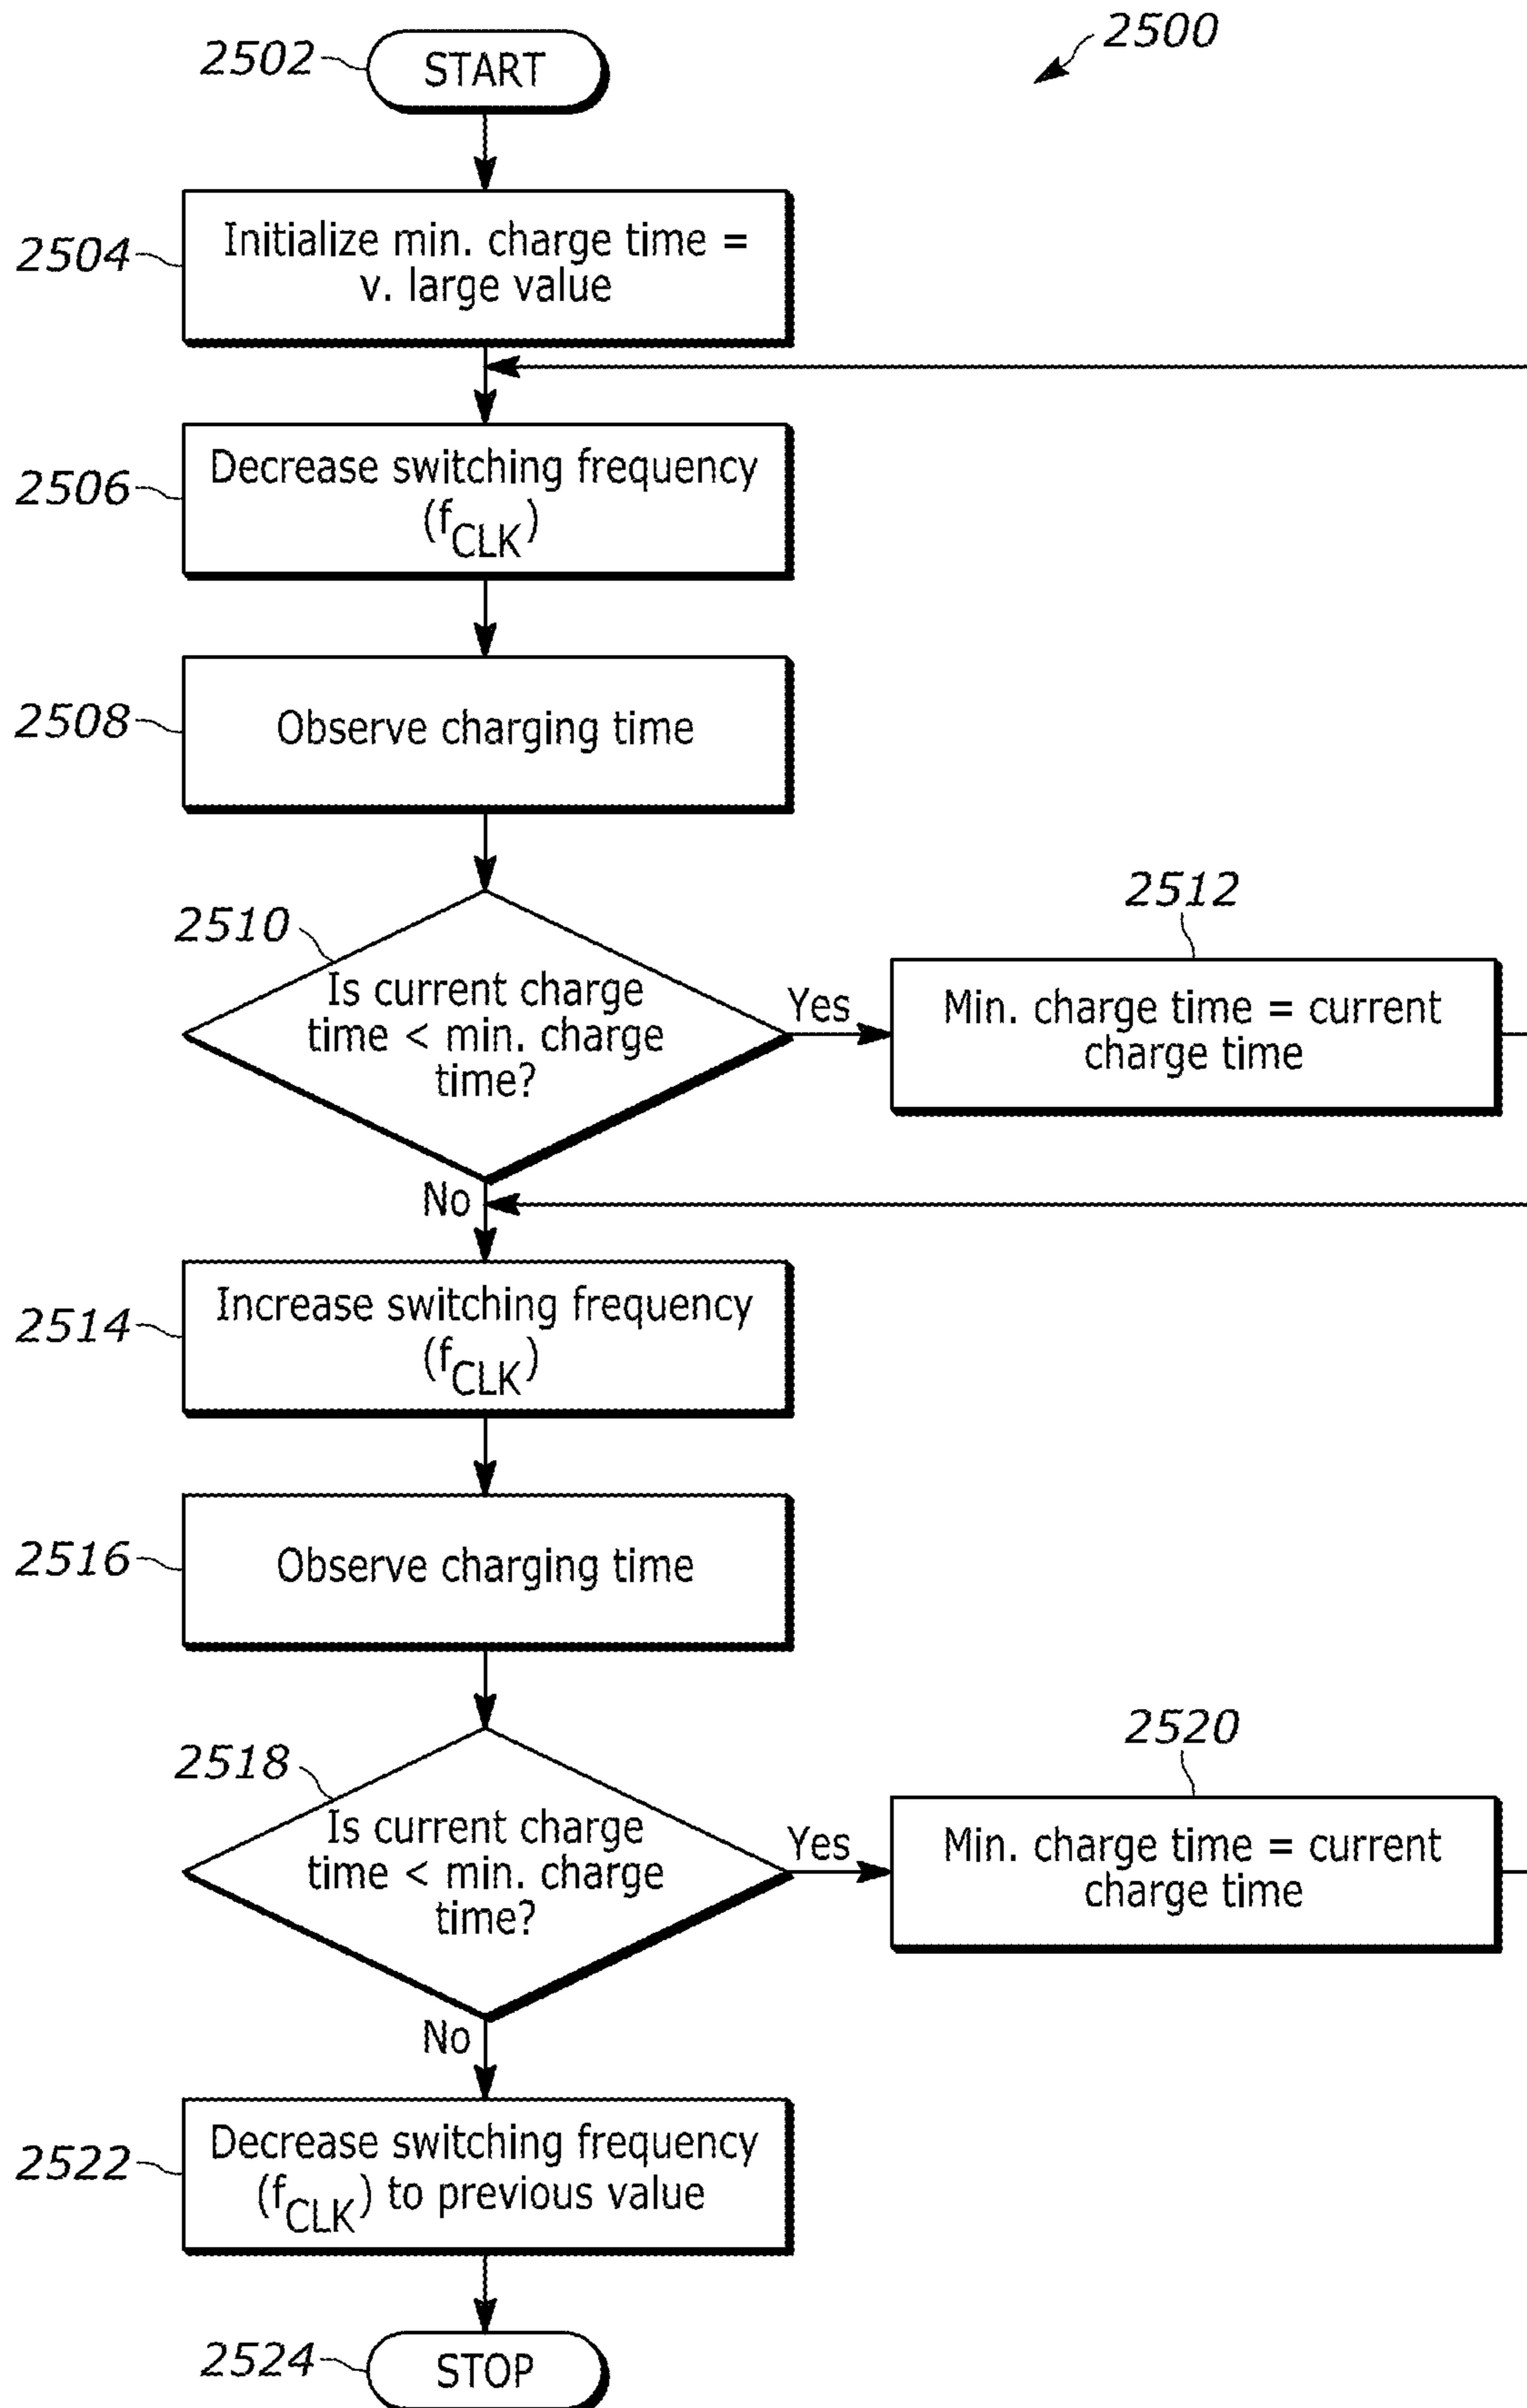 2500
2502
START
2504
Initialize min. charge time =
v. large value
2506
Decrease switching frequency
(fCLK)
2508
Observe charging time
2510
Is current charge
time < min. charge
time?
Yes
2512
Min. charge time = current
charge time
No
2514
Increase switching frequency
(fCLK)
2516
Observe charging time
2518
Is current charge
time < min. charge
time?
Yes
2520
Min. charge time = current
charge time
No
2522
Decrease switching frequency
(fCLK) to previous value
2524
STOP